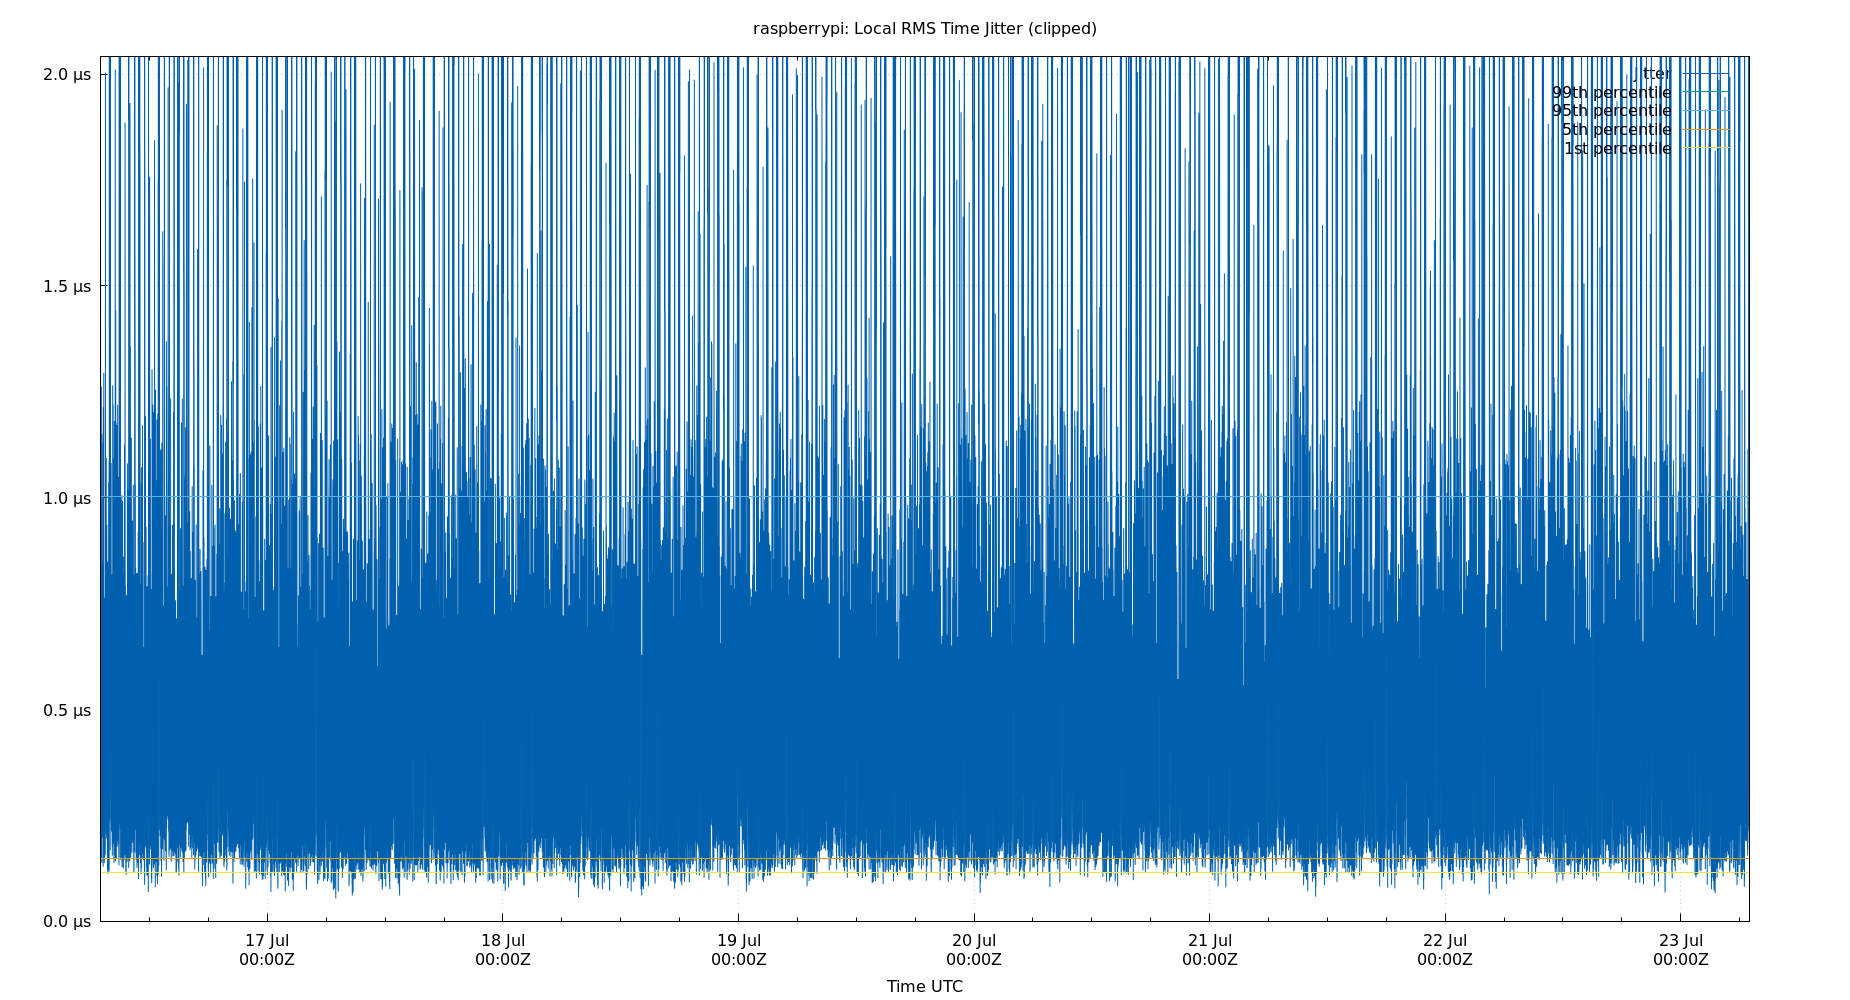 raspberrypi: Local RMS Time Jitter (clipped)
2.0 μs
1.5 μs
1.0 μs
0.5 μs
0.0 μs
Jitter
99th percentile
95th percentile
5th percentile
1st percentile
17 Jul
00:00Z
18 Jul
00:00Z
19 Jul
00:00Z
20 Jul
00:00Z
21 Jul
00:00Z
22 Jul
00:00Z
23 Jul
00:00Z
Time UTC